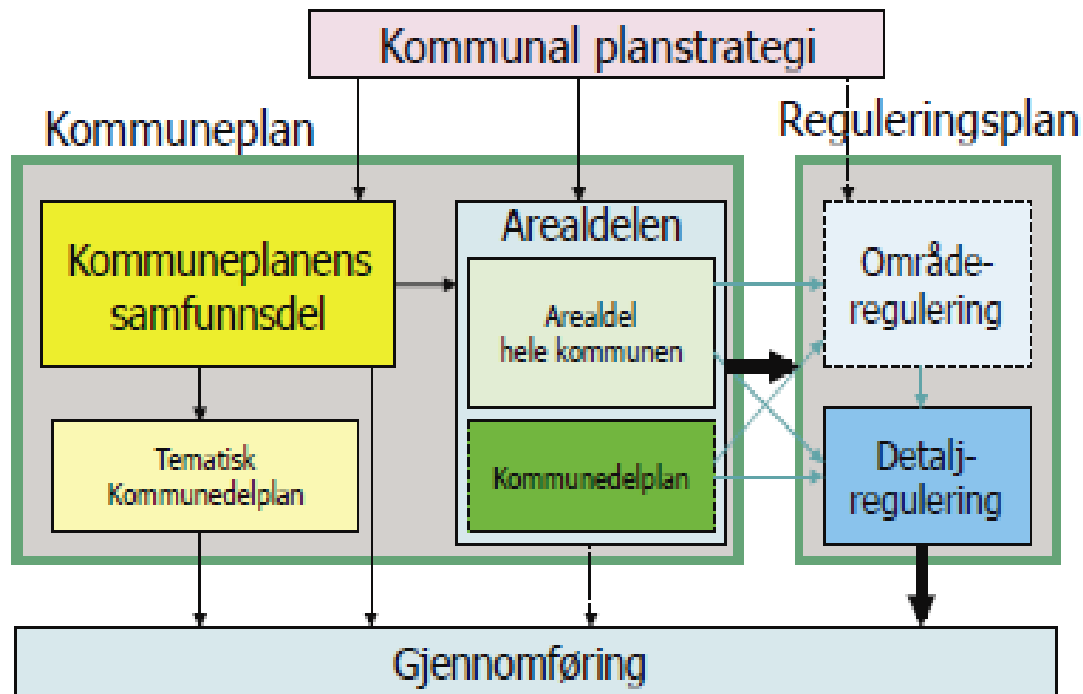 Kommunal planstrategi
Kommuneplan
Reguleringsplan
Kommuneplanens
samfunnsdel
Arealdelen
Arealdel
hele kommunen
Område-
regulering
Tematisk
Kommunedelplan
Kommunedelplan
Detalj-
regulering
Gjennomføring